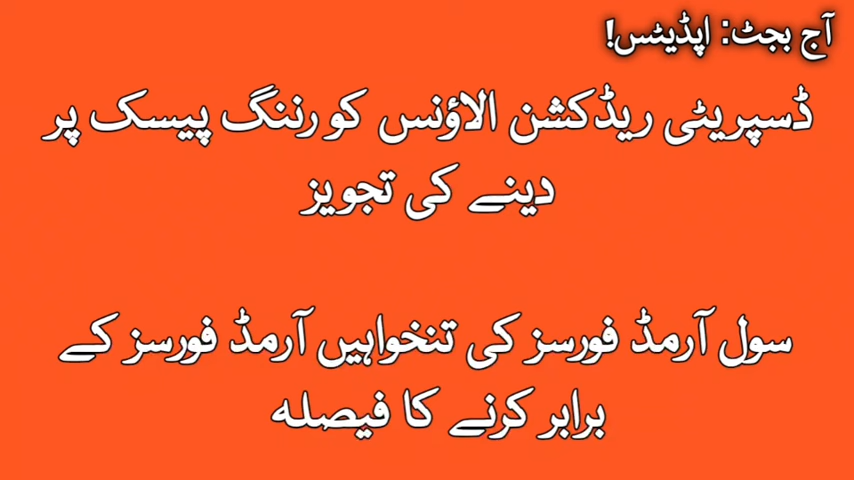 آج بجٹ: اپڈیٹس!
ڈسپریٹی ریڈکشن الاؤنس کو رننگ پیسک پر
دینے کی تجویز
سول آرمڈ فورسز کی تنخواہیں آرمڈ فورسز کے
برابر کرنے کا فیصلہ